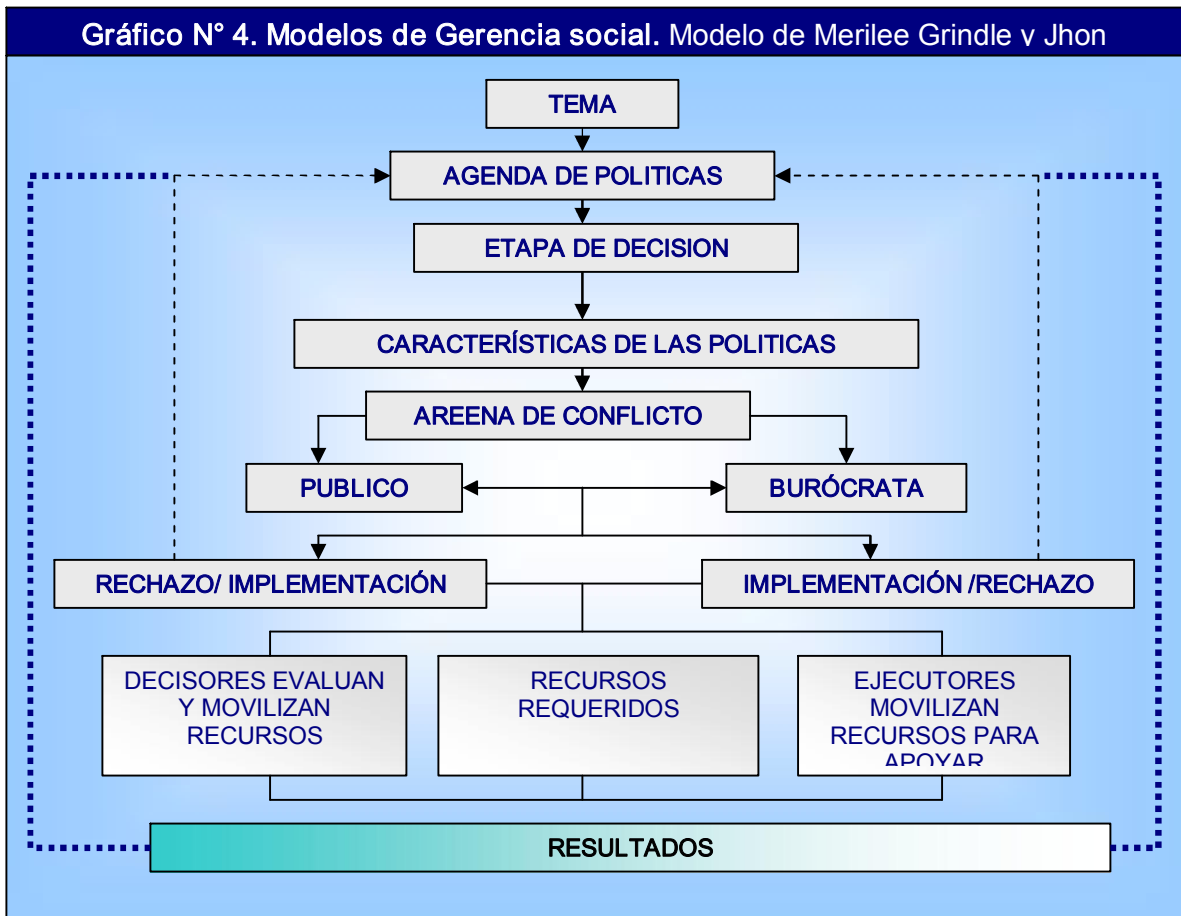 Gráfico N° 4. Modelos de Gerencia social. Modelo de Merilee Grindle y Jhon
TEMA
AGENDA DE POLITICAS
ETAPA DE DECISION
CARACTERÍSTICAS DE LAS POLITICAS
AREENA DE CONFLICTO
PUBLICO
BURÓCRATA
RECHAZO/ IMPLEMENTACIÓN
IMPLEMENTACIÓN /RECHAZO
DECISORES EVALUAN
Y MOVILIZAN
RECURSOS
RECURSOS
REQUERIDOS
EJECUTORES
MOVILIZAN
RECURSOS PARA
APOYAR
RESULTADOS